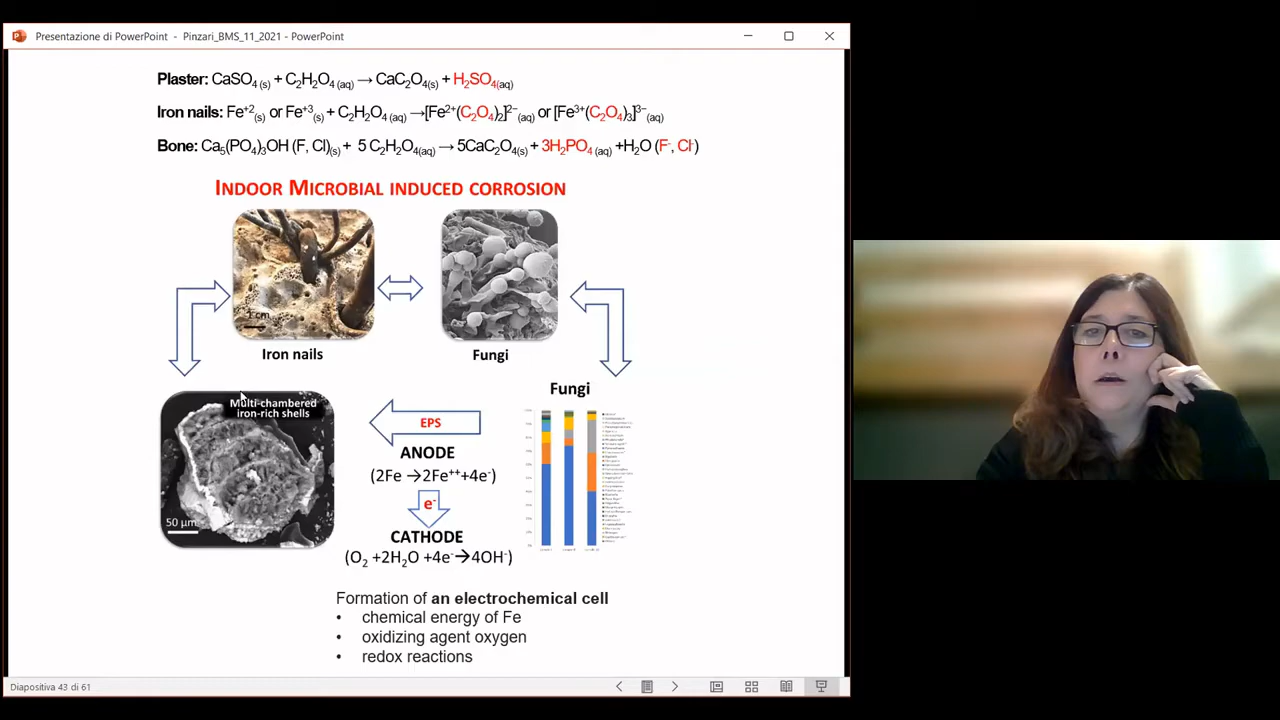 Presentazione di PowerPoint - Pinzari_BMS_11_2021 - PowerPoint
Plaster: CaSO4 (s) + C2H2O4 (aq) → CaC2O4(s) + H2SO4(aq)
Iron nails: Fe+2(s) or Fe+3(s) + C2H2O4 (aq) →[Fe2+(C2O4)2]2−(aq) or [Fe3+(C2O4)3]3−(aq)
Bone: Ca5(PO4)3OH (F, Cl)(s) + 5 C2H2O4(aq) → 5CaC2O4(s) + 3H2PO4 (aq) +H2O (F-, Cl-)
INDOOR MICROBIAL INDUCED CORROSION
1 cm
Iron nails
Fungi
Fungi
Multi-chambered
iron-rich shells
50 µm
EPS
ANODE
(2Fe →2Fe+++4e-)
e-
CATHODE
(O2 +2H2O +4e-→4OH-)
Formation of an electrochemical cell
• chemical energy of Fe
• oxidizing agent oxygen
• redox reactions
Diapositiva 43 di 61